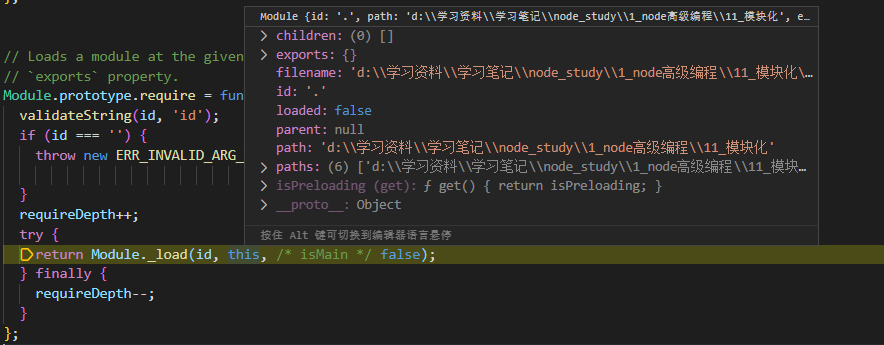 };
// Loads a module at the given
// `exports` property.
Module.prototype.require = fun
validateString(id, 'id');
if (id === '') {
throw new ERR_INVALID_ARG_
}
requireDepth++;
try {
return Module._load(id, this, /* isMain */ false);
} finally {
requireDepth--;
}
};
Module {id: '.', path: 'd:\\学习资料\\学习笔记\\node_study\\1_node高级编程\\11_模块化', e…
children: (0) []
exports: {}
filename: 'd:\\学习资料\\学习笔记\\node_study\\1_node高级编程\\11_模块化\…
id: '.'
loaded: false
parent: null
path: 'd:\\学习资料\\学习笔记\\node_study\\1_node高级编程\\11_模块化'
paths: (6) ['d:\\学习资料\\学习笔记\\node_study\\1_node高级编程\\11_模块…
isPreloading (get): ƒ get() { return isPreloading; }
__proto__: Object
按住 Alt 键可切换到编辑器语言悬停